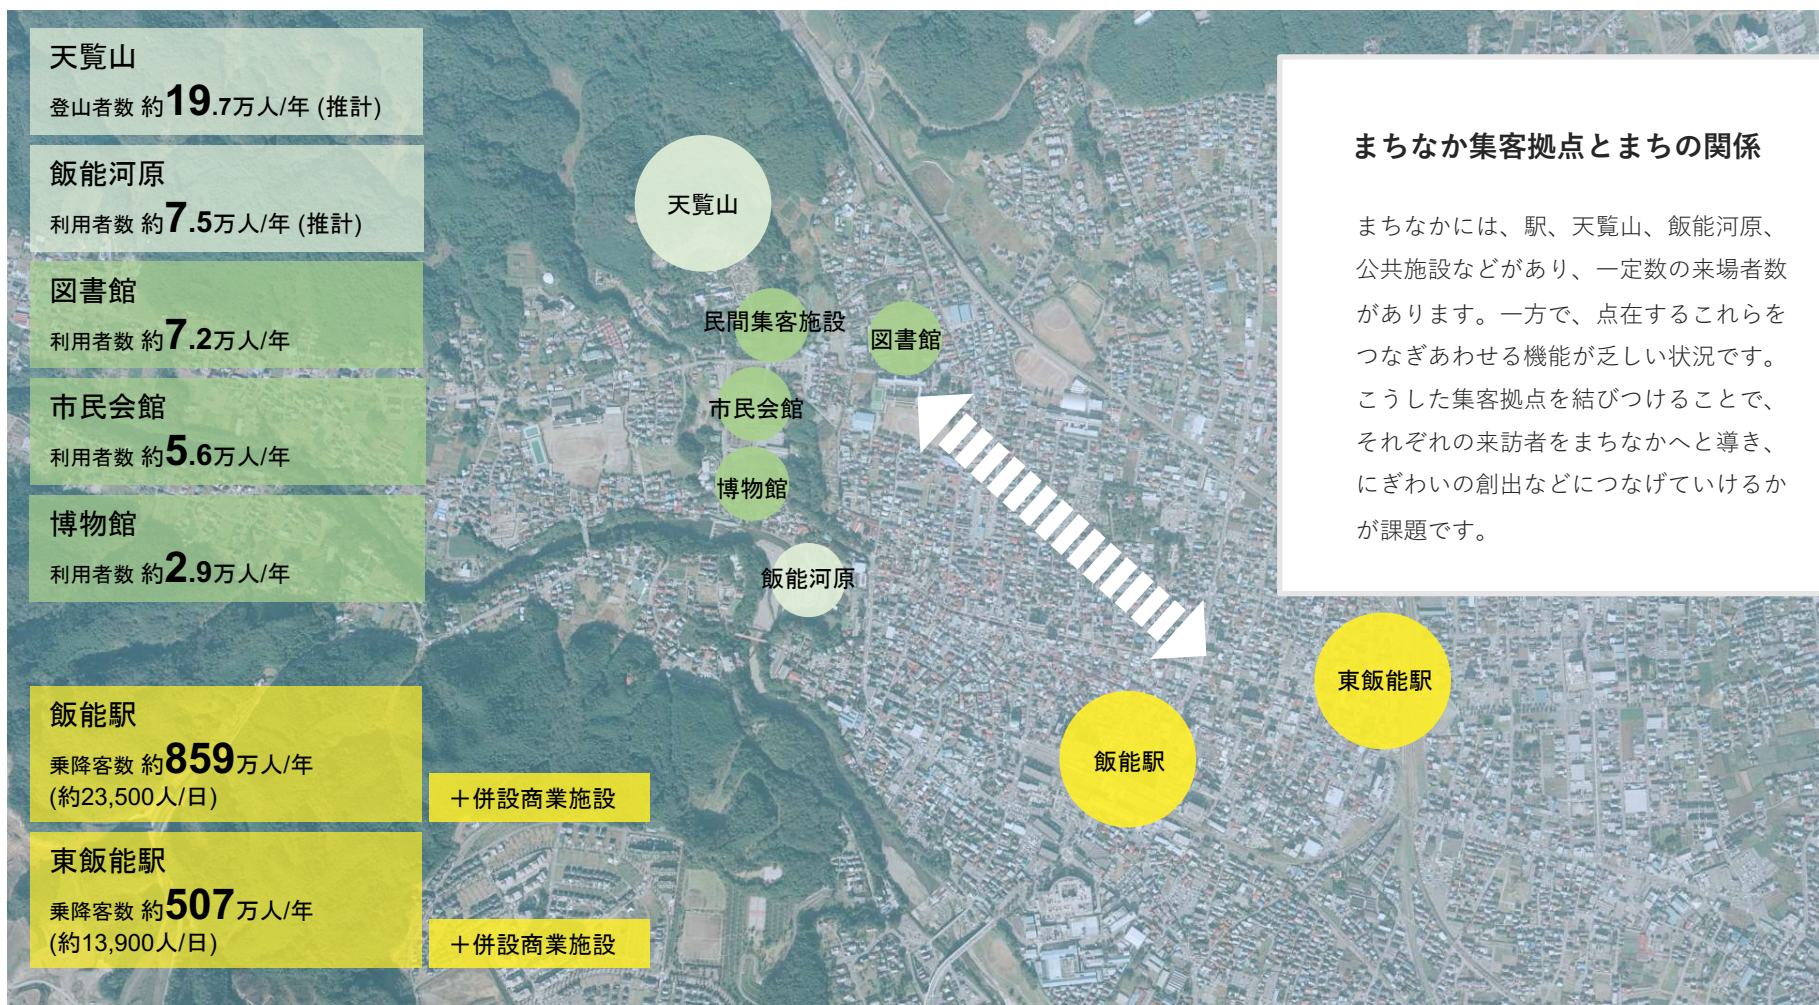 天覧山
登山者数 約19.7万人/年 (推計)
飯能河原
利用者数 約7.5万人/年 (推計)
図書館
利用者数 約7.2万人/年
市民会館
利用者数 約5.6万人/年
博物館
利用者数 約2.9万人/年
飯能駅
乗降客数 約859万人/年
(約23,500人/日)
＋併設商業施設
東飯能駅
乗降客数 約507万人/年
(約13,900人/日)
＋併設商業施設
天覧山
民間集客施設
図書館
市民会館
博物館
飯能河原
飯能駅
東飯能駅
まちなか集客拠点とまちの関係
まちなかには、駅、天覧山、飯能河原、
公共施設などがあり、一定数の来場者数
があります。一方で、点在するこれらを
つなぎあわせる機能が乏しい状況です。
こうした集客拠点を結びつけることで、
それぞれの来訪者をまちなかへと導き、
にぎわいの創出などにつなげていけるか
が課題です。